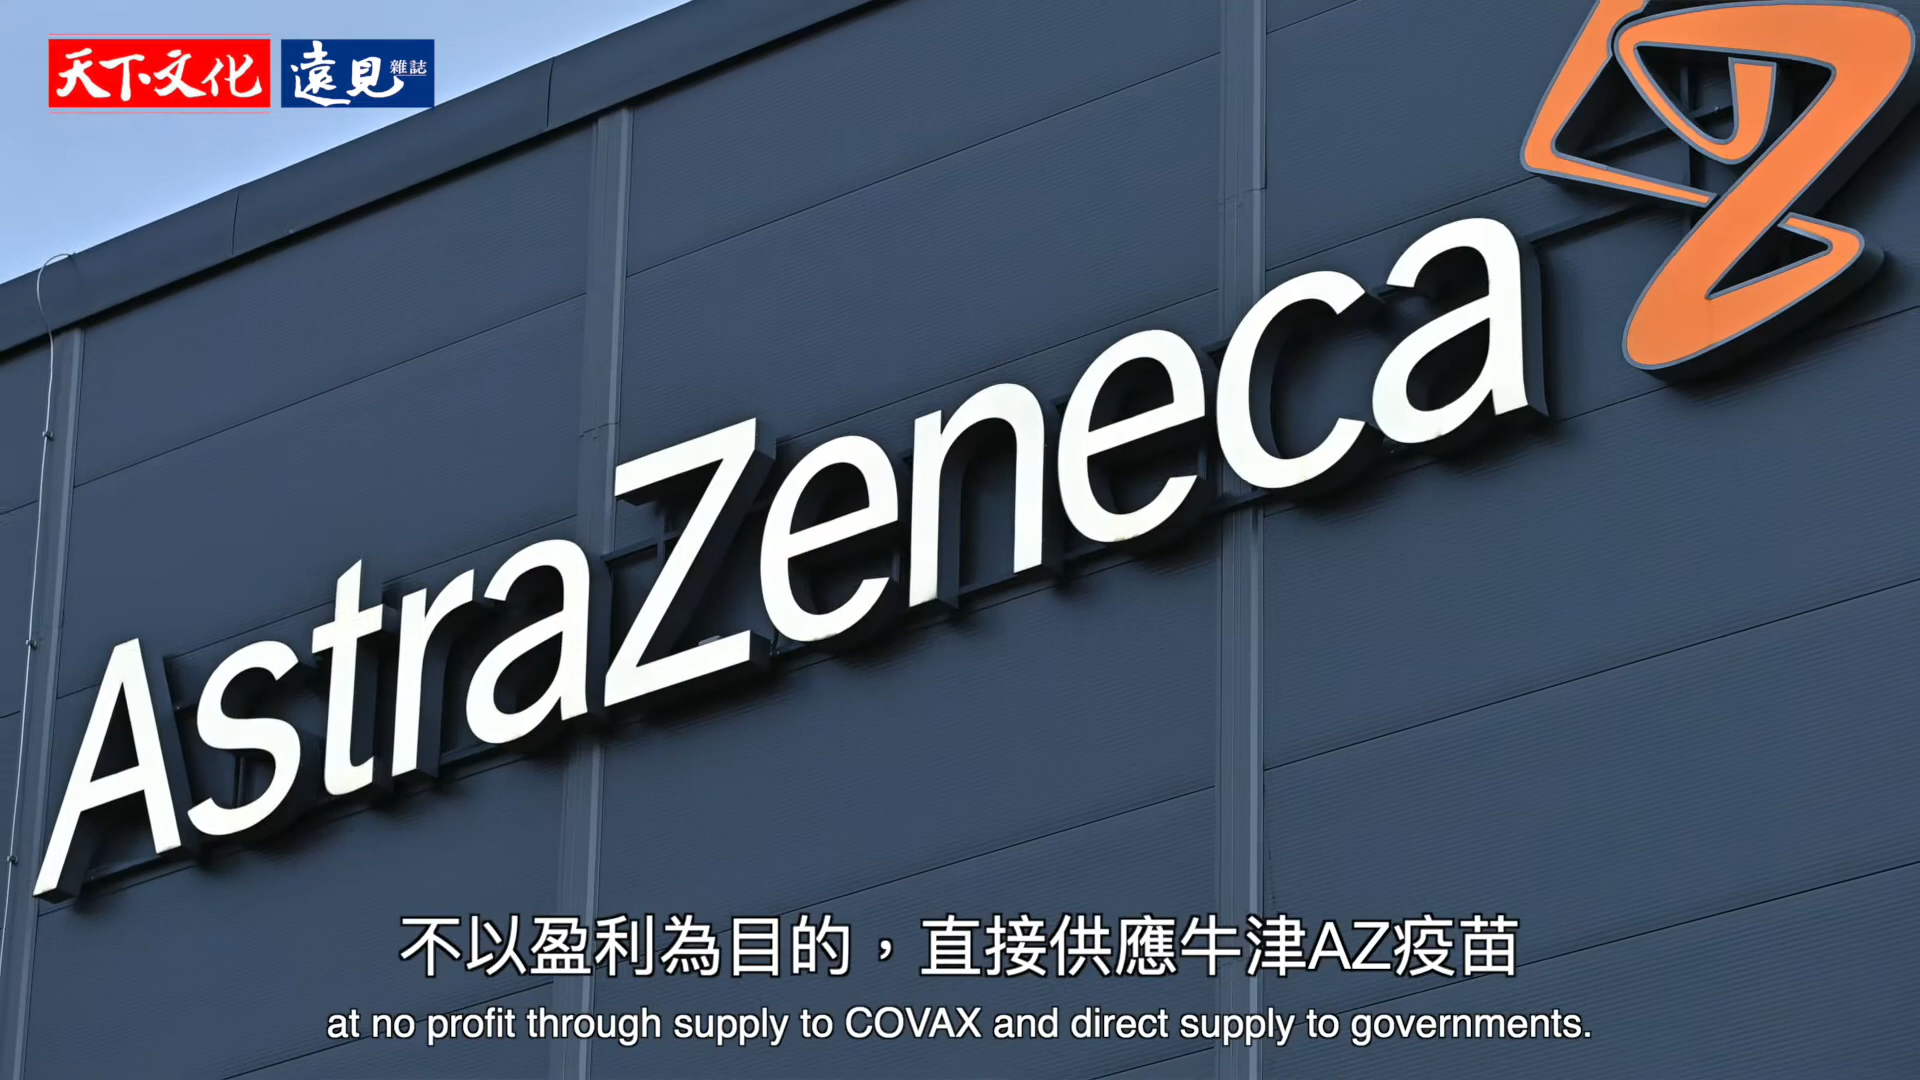 天下文化
遠見雜誌
AstraZeneca
不以盈利為目的，直接供應牛津AZ疫苗
at no profit through supply to COVAX and direct supply to governments.